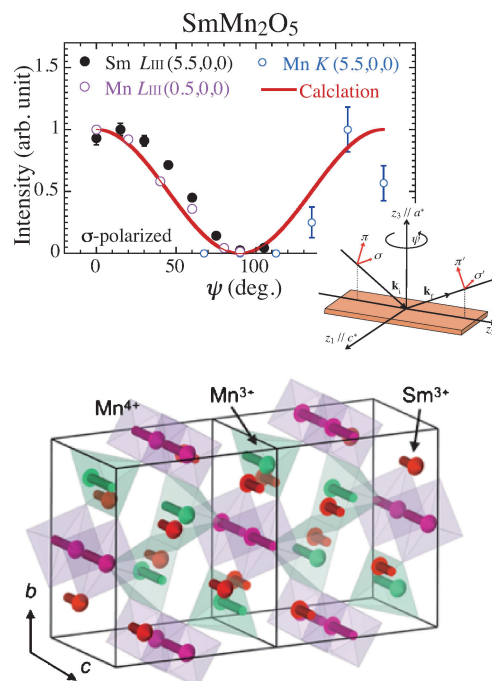 SmMn₂O₅
Sm LIII (5.5,0,0)
Mn K (5.5,0,0)
Mn LIII (0.5,0,0)
Calclation
Intensity (arb. unit)
1.5
1
0.5
0
σ-polarized
0 50 100
ψ (deg.)
z₃ // a*
ψ
π
σ
kᵢ
π'
σ'
z₁ // c*
Mn⁴⁺
Mn³⁺
Sm³⁺
b
c